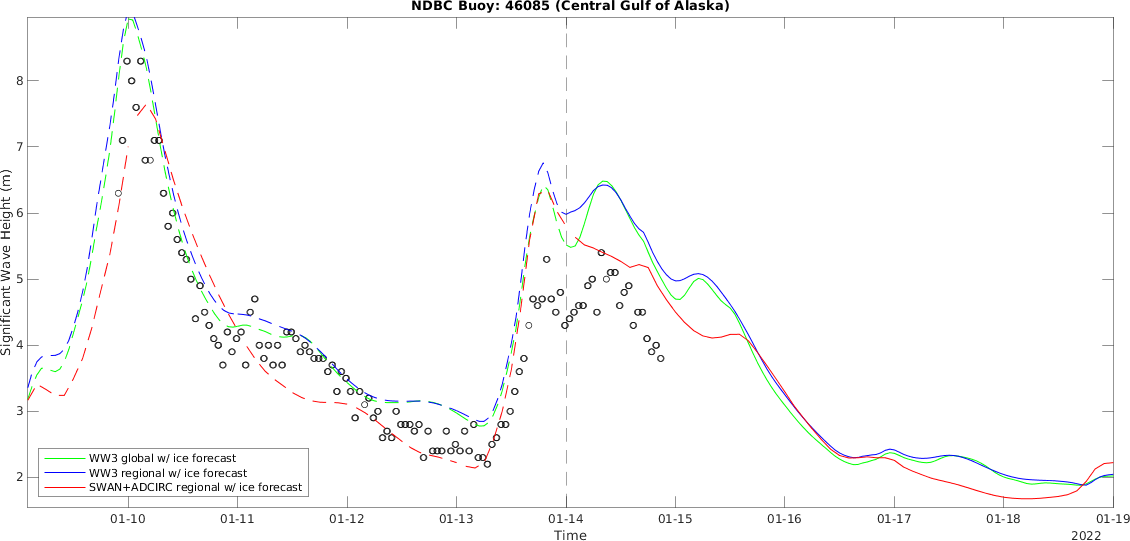 NDBC Buoy: 46085 (Central Gulf of Alaska)
Significant Wave Height (m)
8
7
6
5
4
3
2
WW3 global w/ ice forecast
WW3 regional w/ ice forecast
SWAN+ADCIRC regional w/ ice forecast
01-10 01-11 01-12 01-13 01-14 01-15 01-16 01-17 01-18 01-19
Time
2022